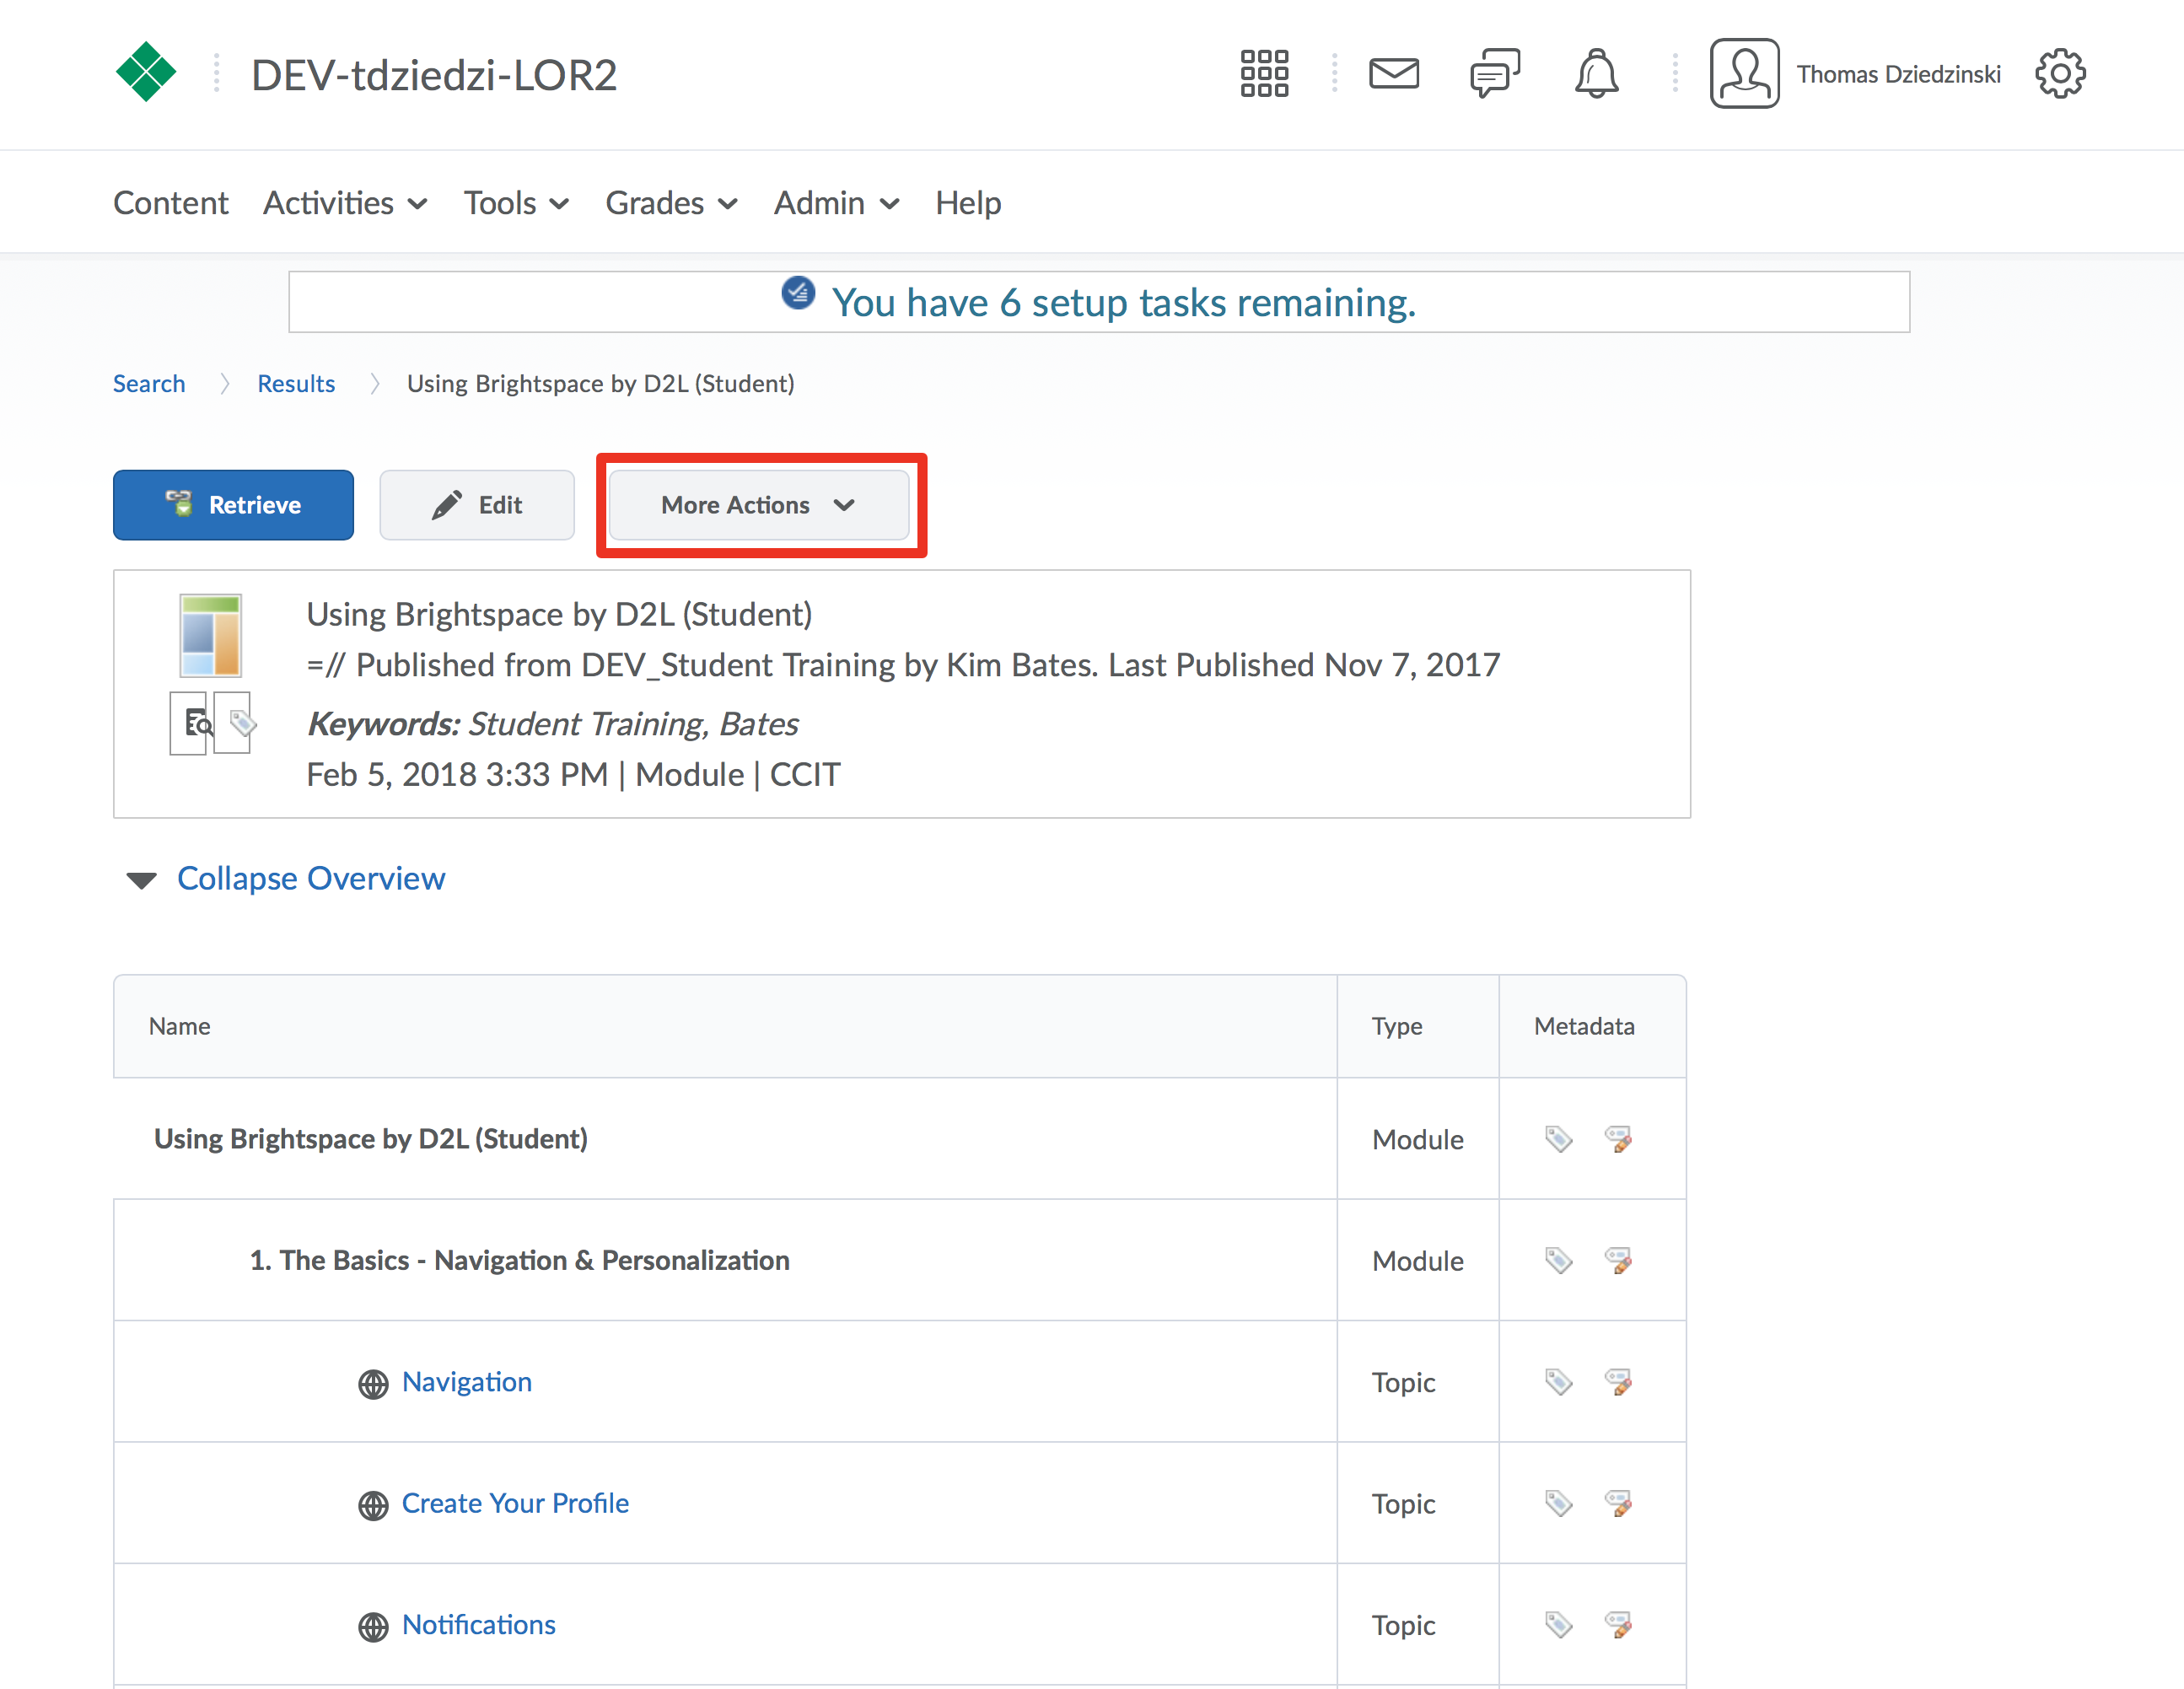 DEV-tdziedzi-LOR2
Thomas Dziedzinski
Content Activities Tools Grades Admin Help
You have 6 setup tasks remaining.
Search Results Using Brightspace by D2L (Student)
Retrieve Edit More Actions
Using Brightspace by D2L (Student)
=// Published from DEV_Student Training by Kim Bates. Last Published Nov 7, 2017
Keywords: Student Training, Bates
Feb 5, 2018 3:33 PM | Module | CCIT
Collapse Overview
Name Type Metadata
Using Brightspace by D2L (Student) Module
1. The Basics - Navigation & Personalization Module
Navigation Topic
Create Your Profile Topic
Notifications Topic